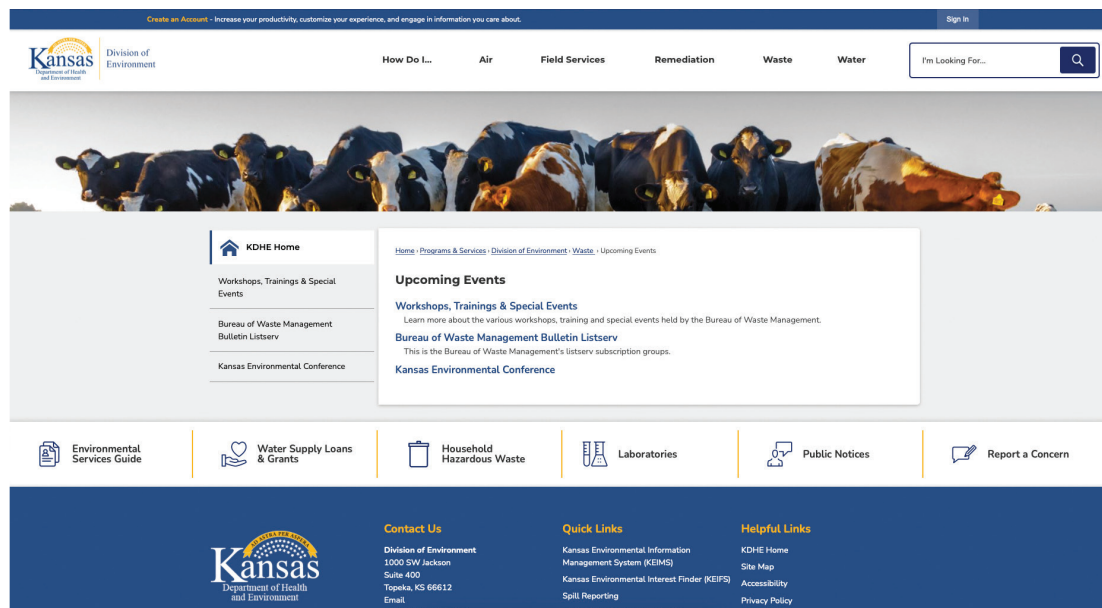 Create an Account - Increase your productivity, customize your experience, and engage in information you care about.
Sign In
Kansas
Department of Health
and Environment
Division of
Environment
How Do I...
Air
Field Services
Remediation
Waste
Water
I'm Looking For...
KDHE Home
Workshops, Trainings & Special
Events
Bureau of Waste Management
Bulletin Listserv
Kansas Environmental Conference
Home › Programs & Services › Division of Environment › Waste › Upcoming Events
Upcoming Events
Workshops, Trainings & Special Events
Learn more about the various workshops, training and special events held by the Bureau of Waste Management.
Bureau of Waste Management Bulletin Listserv
This is the Bureau of Waste Management's listserv subscription groups.
Kansas Environmental Conference
Environmental
Services Guide
Water Supply Loans
& Grants
Household
Hazardous Waste
Laboratories
Public Notices
Report a Concern
AD ASTRA PER ASPERA
Kansas
Department of Health
and Environment
Contact Us
Division of Environment
1000 SW Jackson
Suite 400
Topeka, KS 66612
Email
Quick Links
Kansas Environmental Information
Management System (KEIMS)
Kansas Environmental Interest Finder (KEIFS)
Spill Reporting
Helpful Links
KDHE Home
Site Map
Accessibility
Privacy Policy